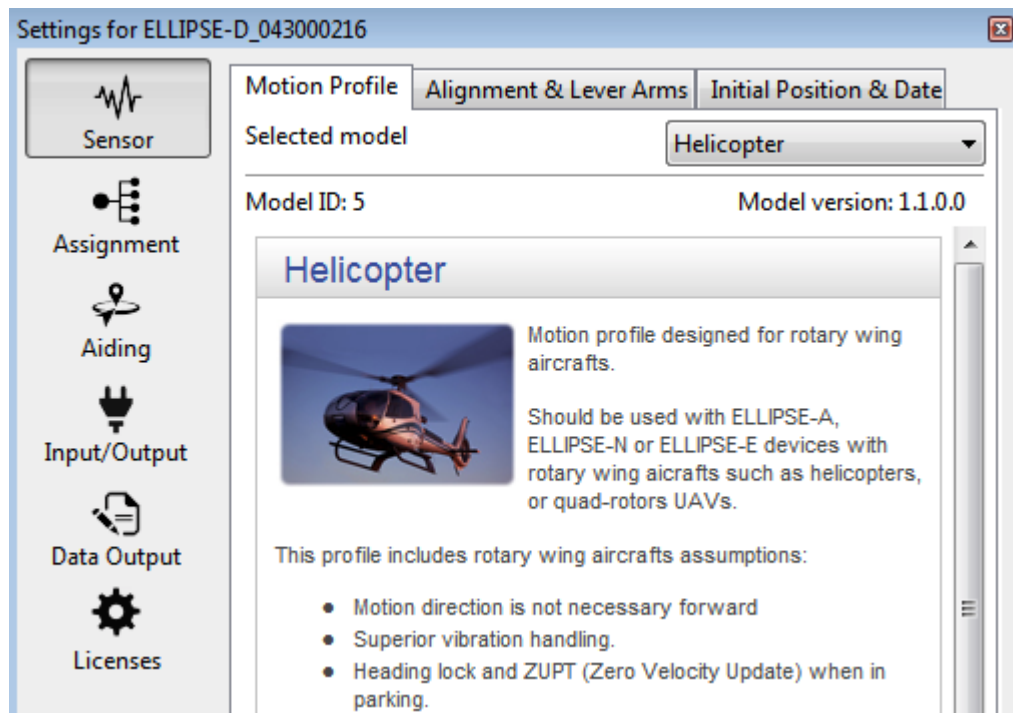 Settings for ELLIPSE-D_043000216
Sensor
Assignment
Aiding
Input/Output
Data Output
Licenses
Motion Profile Alignment & Lever Arms Initial Position & Date
Selected model Helicopter
Model ID: 5 Model version: 1.1.0.0
Helicopter
Motion profile designed for rotary wing
aircrafts.
Should be used with ELLIPSE-A,
ELLIPSE-N or ELLIPSE-E devices with
rotary wing aicrafts such as helicopters,
or quad-rotors UAVs.
This profile includes rotary wing aircrafts assumptions:
● Motion direction is not necessary forward
● Superior vibration handling.
● Heading lock and ZUPT (Zero Velocity Update) when in
parking.